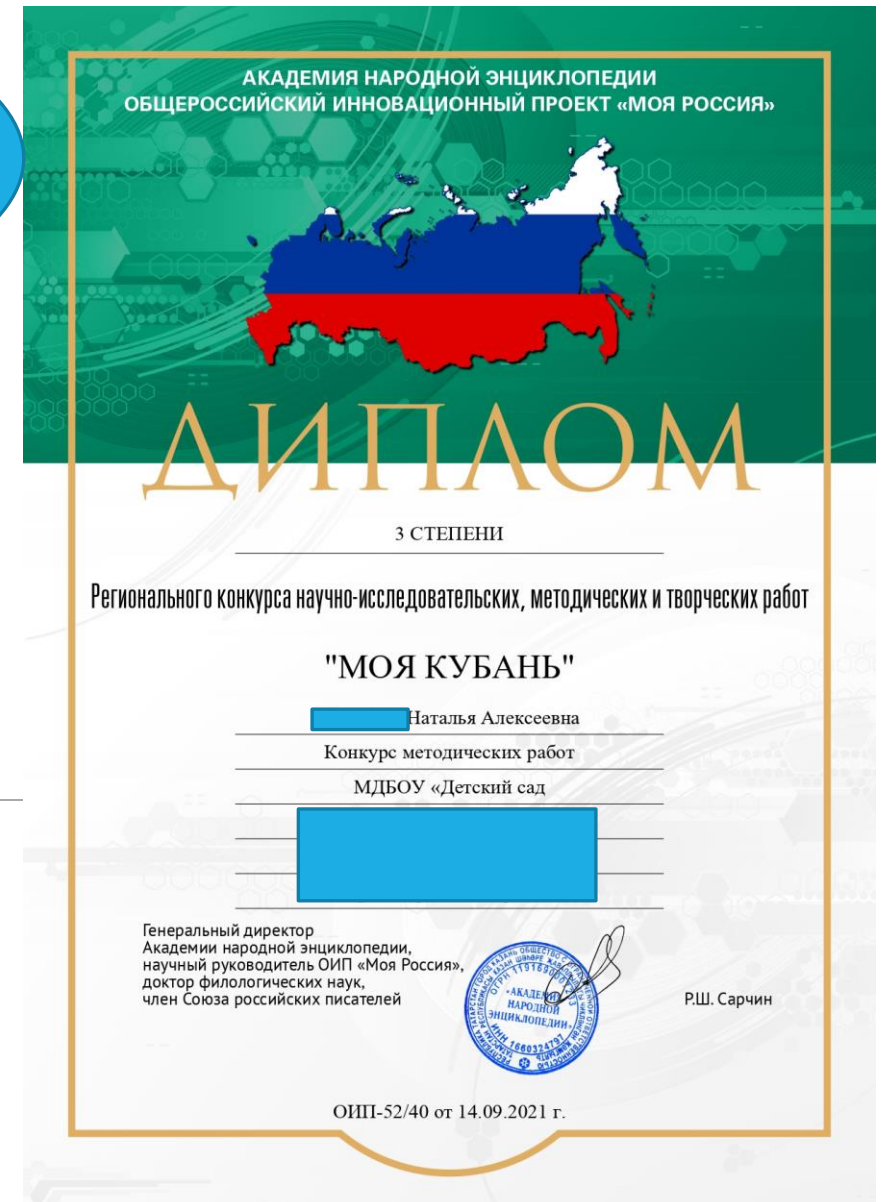 АКАДЕМИЯ НАРОДНОЙ ЭНЦИКЛОПЕДИИ
ОБЩЕРОССИЙСКИЙ ИННОВАЦИОННЫЙ ПРОЕКТ «МОЯ РОССИЯ»
ДИПЛОМ
3 СТЕПЕНИ
Регионального конкурса научно-исследовательских, методических и творческих работ
"МОЯ КУБАНЬ"
Наталья Алексеевна
Конкурс методических работ
МДБОУ «Детский сад
Генеральный директор
Академии народной энциклопедии,
научный руководитель ОИП «Моя Россия»,
доктор филологических наук,
член Союза российских писателей
Р.Ш. Сарчин
«АКАДЕМИЯ
НАРОДНОЙ
ЭНЦИКЛОПЕДИИ»
ИНН 1660324797
ОИП-52/40 от 14.09.2021 г.